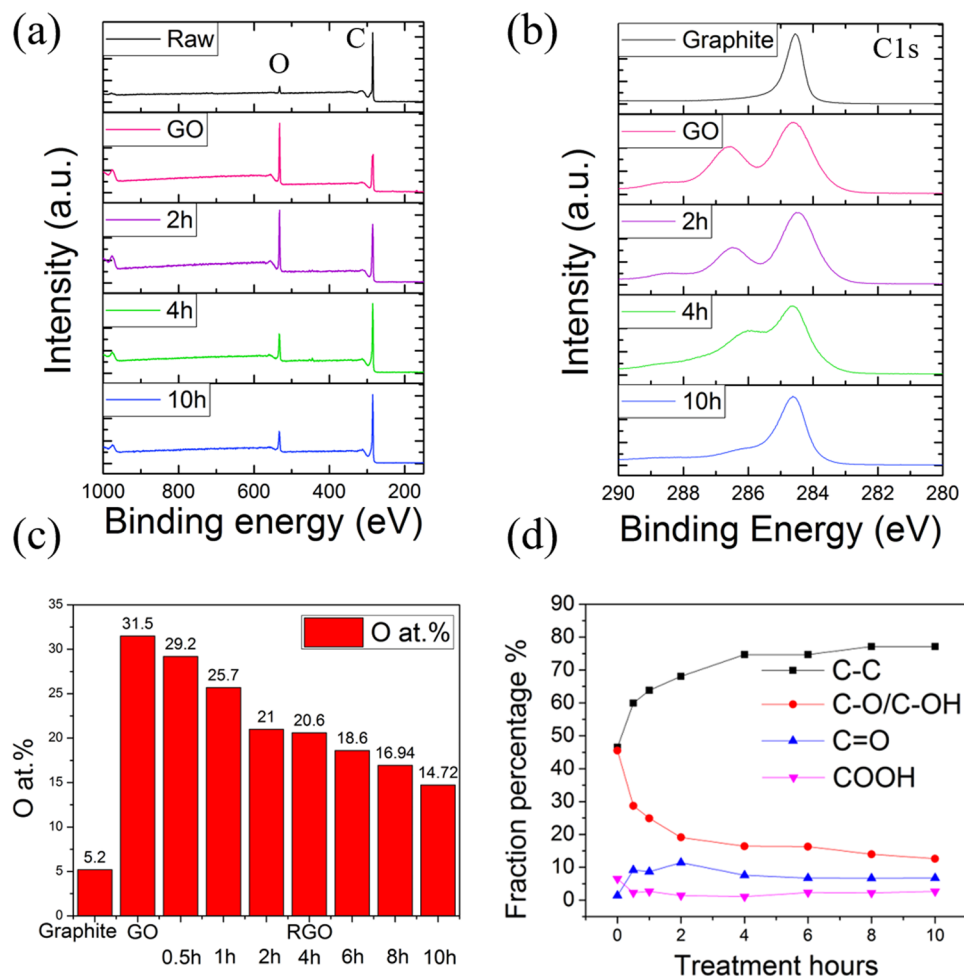 (a)
Raw
O
C
GO
2h
4h
10h
Intensity (a.u.)
1000 800 600 400 200
Binding energy (eV)
(b)
Graphite
C1s
GO
2h
4h
10h
Intensity (a.u.)
290 288 286 284 282 280
Binding Energy (eV)
(c)
O at.%
35
30
25
20
15
10
5
0
O at.%
5.2
31.5
29.2
25.7
21
20.6
18.6
16.94
14.72
Graphite GO RGO
0.5h 1h 2h 4h 6h 8h 10h
(d)
Fraction percentage %
90
80
70
60
50
40
30
20
10
0
C-C
C-O/C-OH
C=O
COOH
0 2 4 6 8 10
Treatment hours